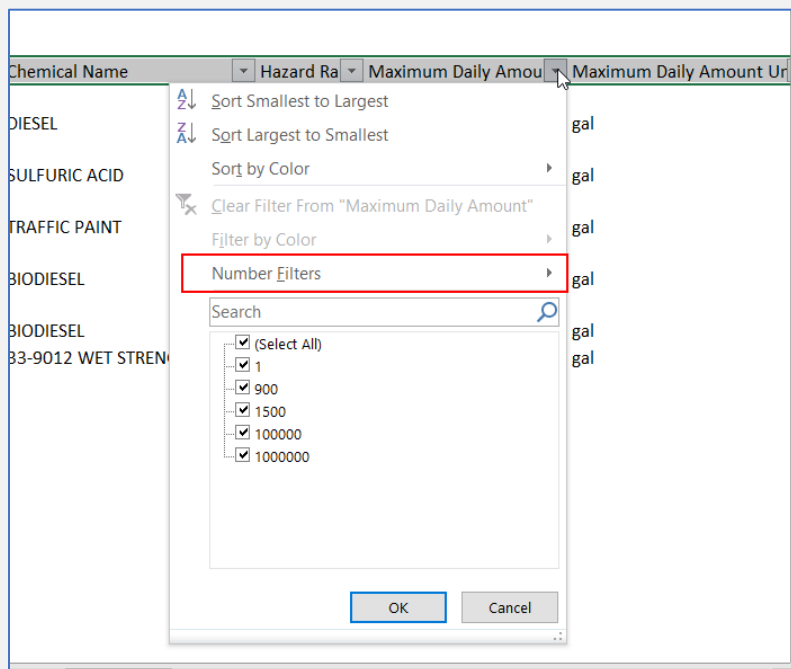 Chemical Name Hazard Ra Maximum Daily Amou Maximum Daily Amount Un
Sort Smallest to Largest
DIESEL gal
Sort Largest to Smallest
Sort by Color
SULFURIC ACID gal
Clear Filter From "Maximum Daily Amount"
TRAFFIC PAINT gal
Filter by Color
BIODIESEL Number Filters gal
Search
BIODIESEL gal
(Select All)
33-9012 WET STREN gal
1
900
1500
100000
1000000
OK Cancel